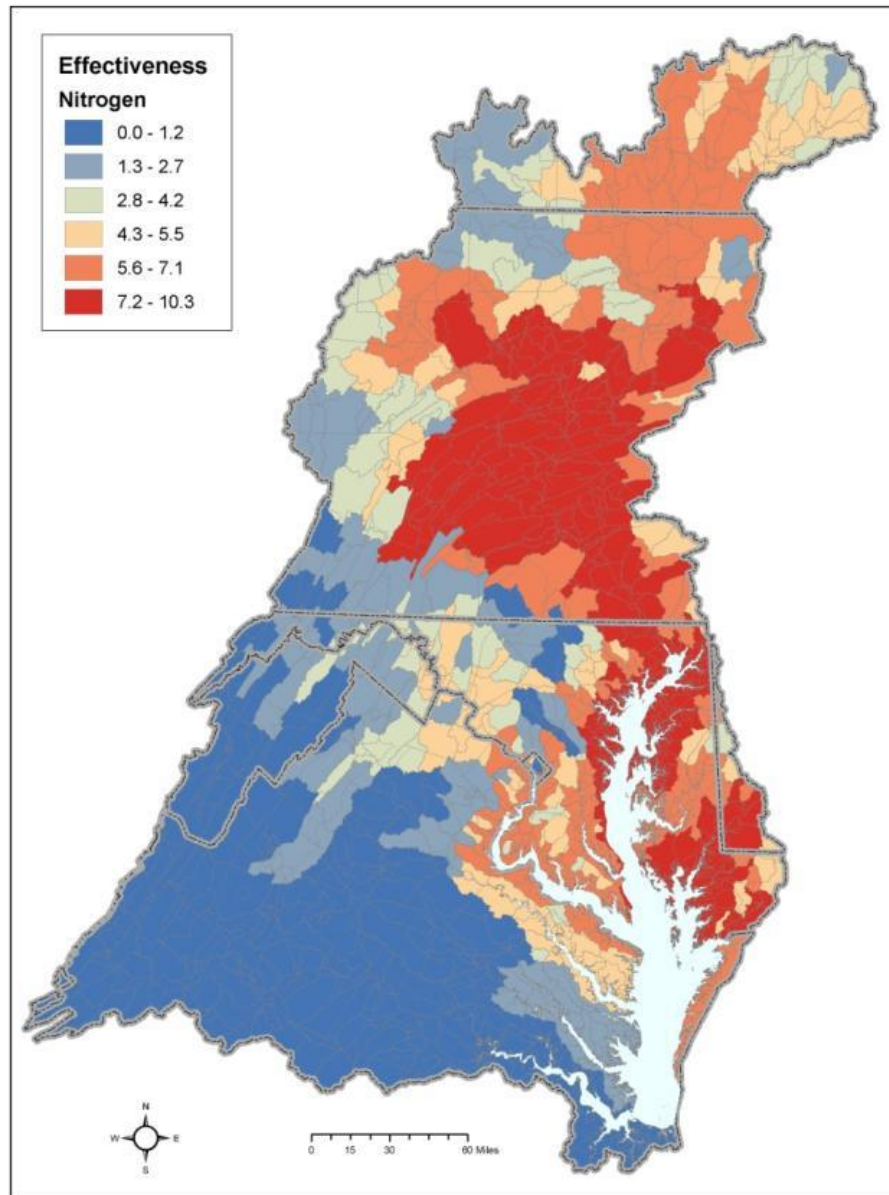 Effectiveness
Nitrogen
0.0 - 1.2
1.3 - 2.7
2.8 - 4.2
4.3 - 5.5
5.6 - 7.1
7.2 - 10.3
N
W E
S
0 15 30 60 Miles